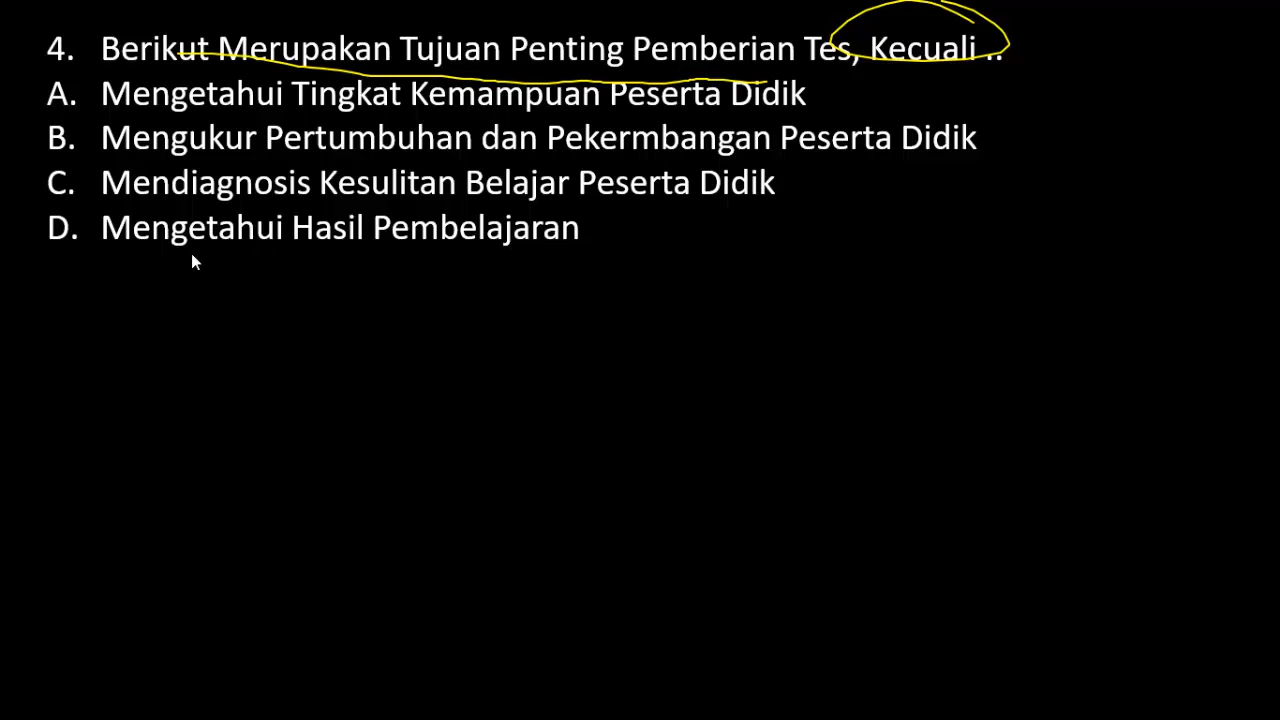 4. Berikut Merupakan Tujuan Penting Pemberian Tes, Kecuali ..
A. Mengetahui Tingkat Kemampuan Peserta Didik
B. Mengukur Pertumbuhan dan Pekermbangan Peserta Didik
C. Mendiagnosis Kesulitan Belajar Peserta Didik
D. Mengetahui Hasil Pembelajaran